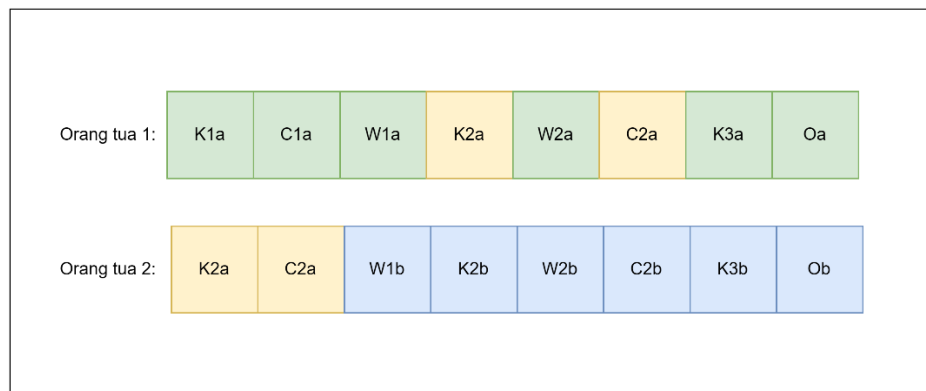 Orang tua 1: K1a C1a W1a K2a W2a C2a K3a Oa
Orang tua 2: K2a C2a W1b K2b W2b C2b K3b Ob